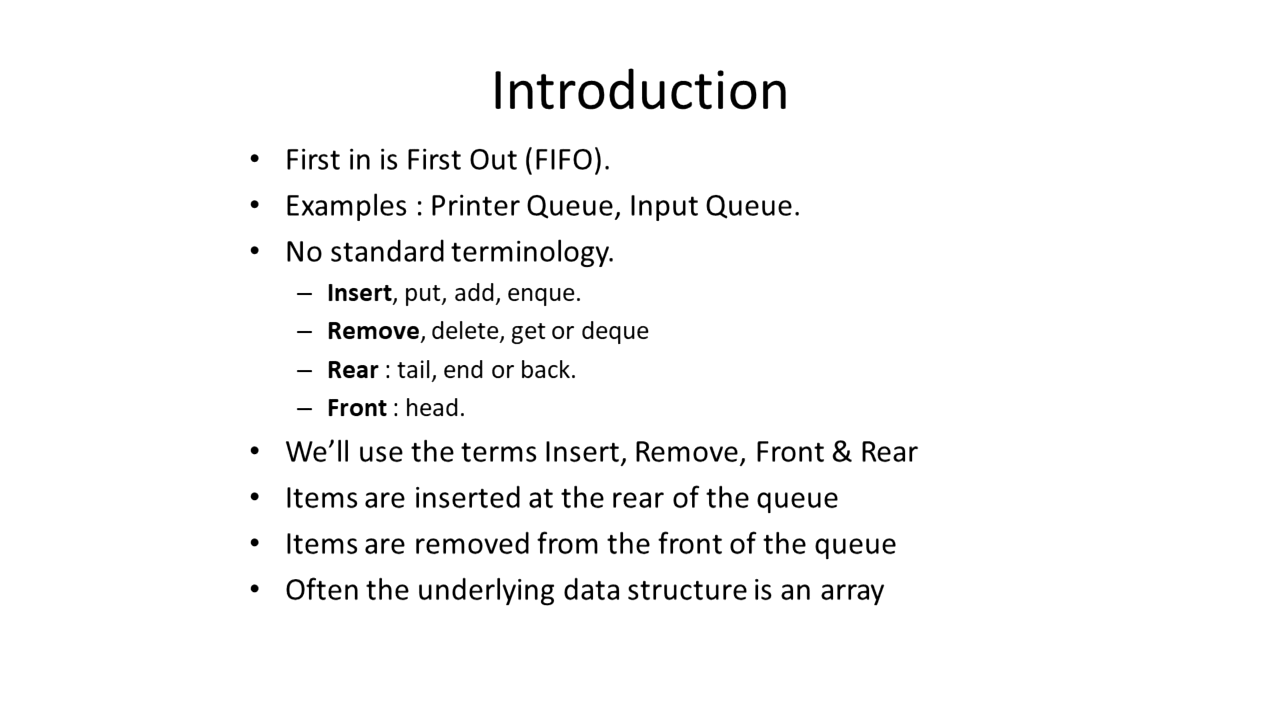 Introduction
• First in is First Out (FIFO).
• Examples : Printer Queue, Input Queue.
• No standard terminology.
– Insert, put, add, enque.
– Remove, delete, get or deque
– Rear : tail, end or back.
– Front : head.
• We’ll use the terms Insert, Remove, Front & Rear
• Items are inserted at the rear of the queue
• Items are removed from the front of the queue
• Often the underlying data structure is an array